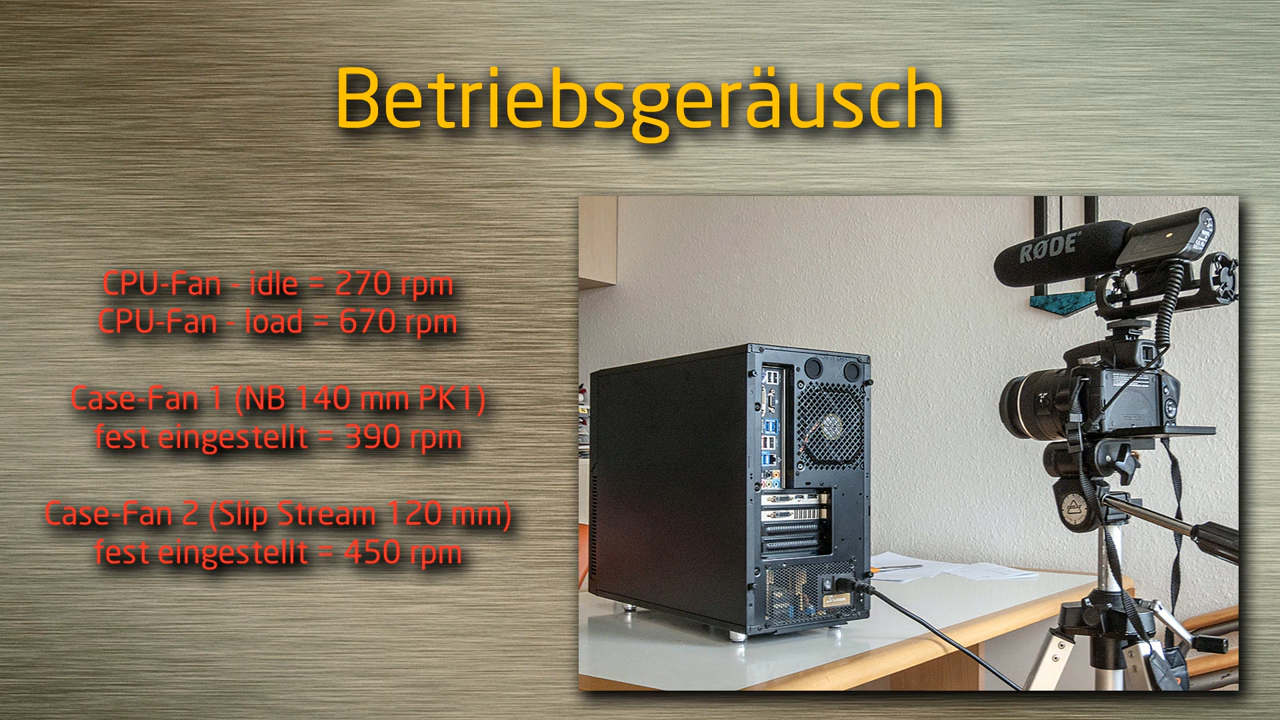 Betriebsgeräusch
CPU-Fan - idle = 270 rpm
CPU-Fan - load = 670 rpm
Case-Fan 1 (NB 140 mm PK1)
fest eingestellt = 390 rpm
Case-Fan 2 (Slip Stream 120 mm)
fest eingestellt = 450 rpm
RØDE